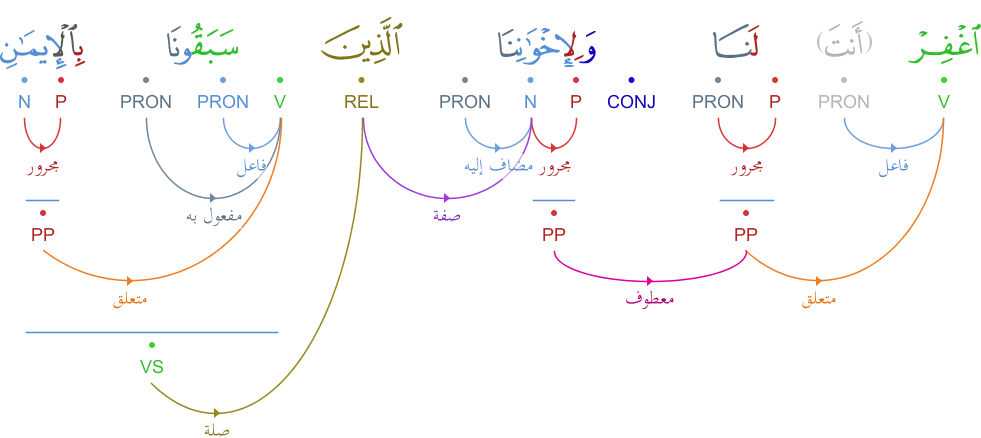 ٱغْفِرْ (أَنتَ) لَنَا وَلِإِخْوَٰنِنَا ٱلَّذِينَ سَبَقُونَا بِٱلْإِيمَـٰنِ
V PRON P PRON CONJ P N PRON REL V PRON PRON P N
فاعل مجرور مجرور مضاف إليه فاعل مجرور
صفة مفعول به
PP PP PP
متعلق معطوف متعلق
VS
صلة